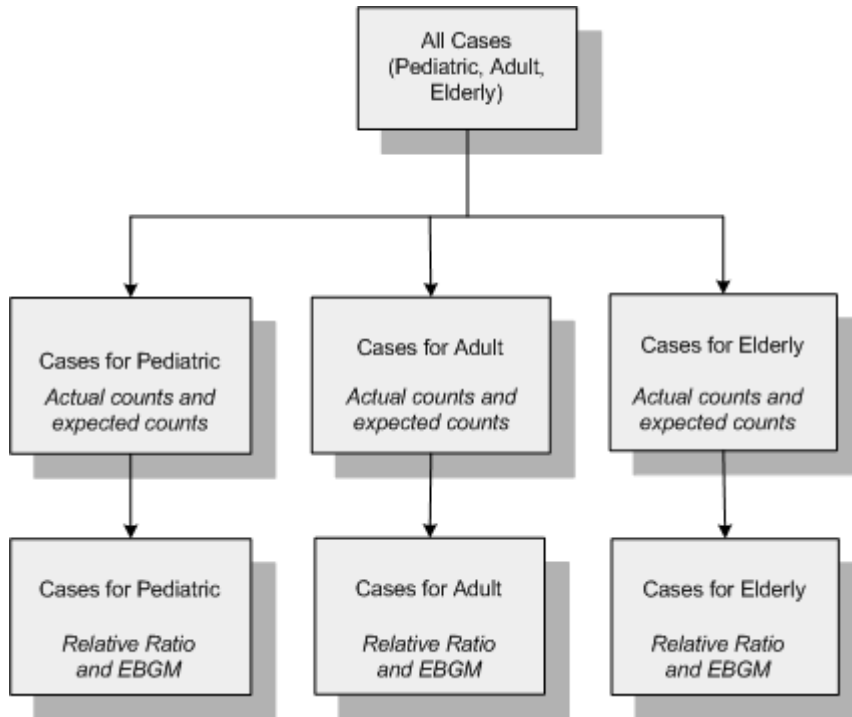 All Cases
(Pediatric, Adult,
Elderly)
Cases for Pediatric
Actual counts and
expected counts
Cases for Adult
Actual counts and
expected counts
Cases for Elderly
Actual counts and
expected counts
Cases for Pediatric
Relative Ratio
and EBGM
Cases for Adult
Relative Ratio
and EBGM
Cases for Elderly
Relative Ratio
and EBGM